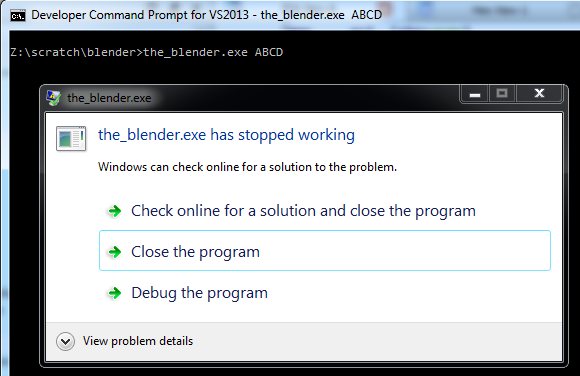 Developer Command Prompt for VS2013 - the_blender.exe  ABCD
Z:\scratch\blender>the_blender.exe ABCD
the_blender.exe
the_blender.exe has stopped working
Windows can check online for a solution to the problem.
Check online for a solution and close the program
Close the program
Debug the program
View problem details